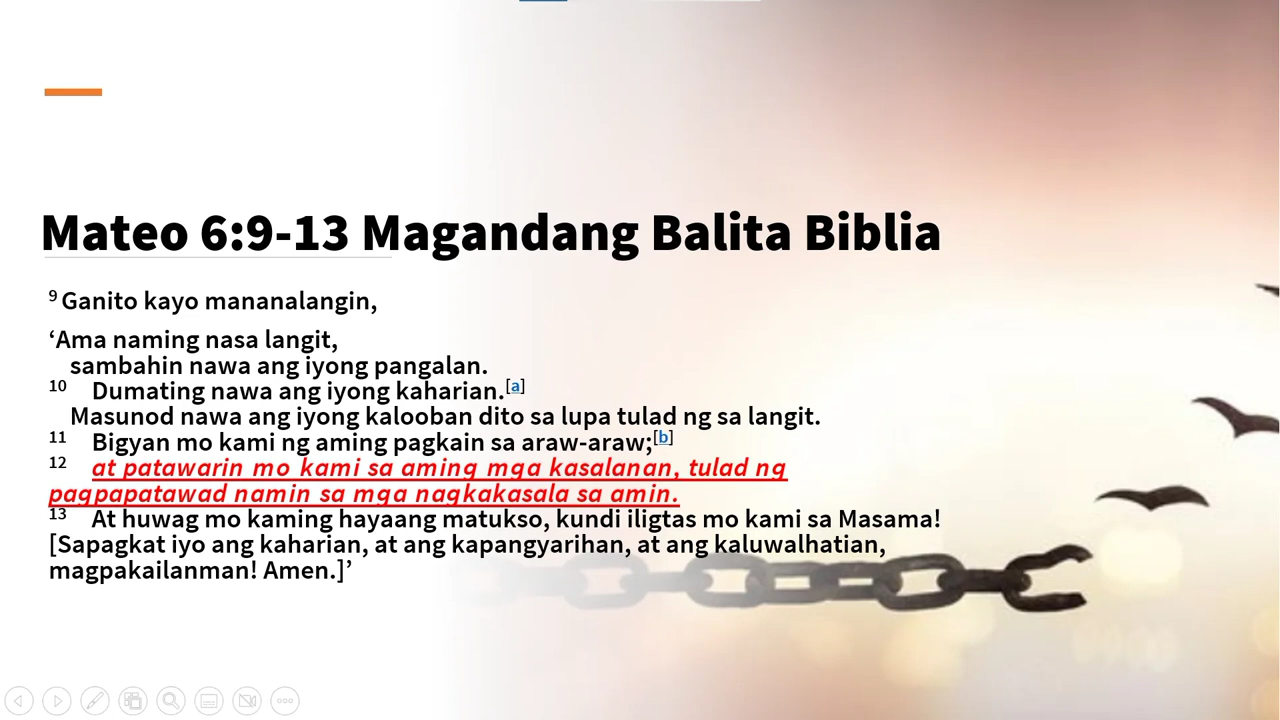 Mateo 6:9-13 Magandang Balita Biblia
9 Ganito kayo mananalangin,
‘Ama naming nasa langit,
sambahin nawa ang iyong pangalan.
10 Dumating nawa ang iyong kaharian.[a]
Masunod nawa ang iyong kalooban dito sa lupa tulad ng sa langit.
11 Bigyan mo kami ng aming pagkain sa araw-araw;[b]
12 at patawarin mo kami sa aming mga kasalanan, tulad ng
pagpapatawad namin sa mga nagkakasala sa amin.
13 At huwag mo kaming hayaang matukso, kundi iligtas mo kami sa Masama!
[Sapagkat iyo ang kaharian, at ang kapangyarihan, at ang kaluwalhatian,
magpakailanman! Amen.]’